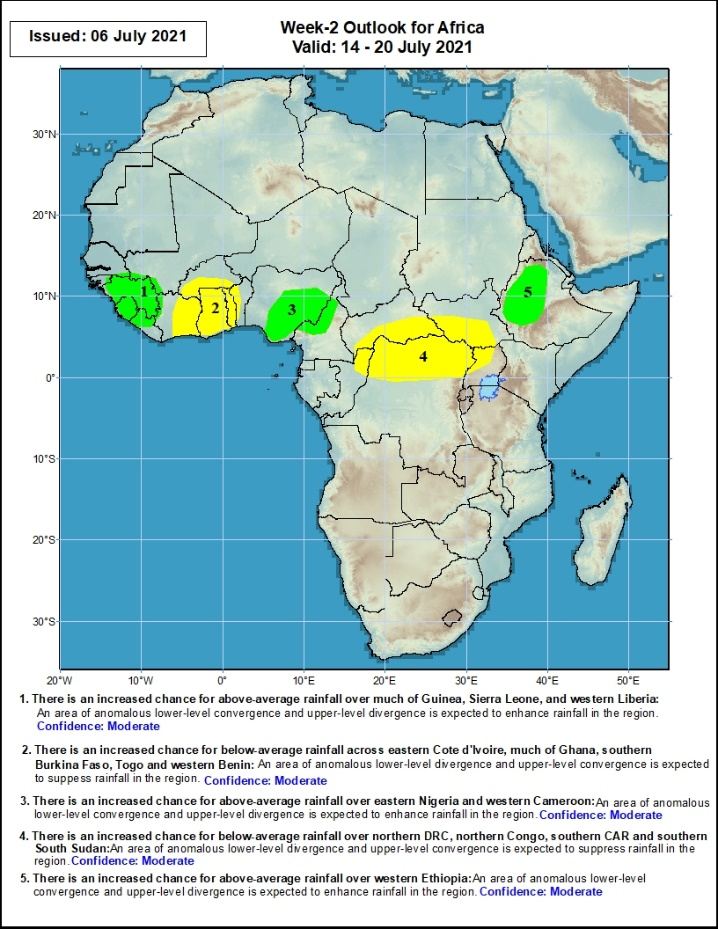 Issued: 06 July 2021
Week-2 Outlook for Africa
Valid: 14 - 20 July 2021
30°N
20°N
10°N
0°
10°S
20°S
30°S
1
2
3
4
5
20°W
10°W
0°
10°E
20°E
30°E
40°E
50°E
1. There is an increased chance for above-average rainfall over much of Guinea, Sierra Leone, and western Liberia:
An area of anomalous lower-level convergence and upper-level divergence is expected to enhance rainfall in the region.
Confidence: Moderate
2. There is an increased chance for below-average rainfall across eastern Cote d'Ivoire, much of Ghana, southern
Burkina Faso, Togo and western Benin: An area of anomalous lower-level divergence and upper-level convergence is expected
to suppess rainfall in the region. Confidence: Moderate
3. There is an increased chance for above-average rainfall over eastern Nigeria and western Cameroon:An area of anomalous
lower-level convergence and upper-level divergence is expected to enhance rainfall in the region. Confidence: Moderate
4. There is an increased chance for below-average rainfall over northern DRC, northern Congo, southern CAR and southern
South Sudan:An area of anomalous lower-level divergence and upper-level convergence is expected to suppress rainfall in the
region. Confidence: Moderate
5. There is an increased chance for above-average rainfall over western Ethiopia:An area of anomalous lower-level
convergence and upper-level divergence is expected to enhance rainfall in the region. Confidence: Moderate